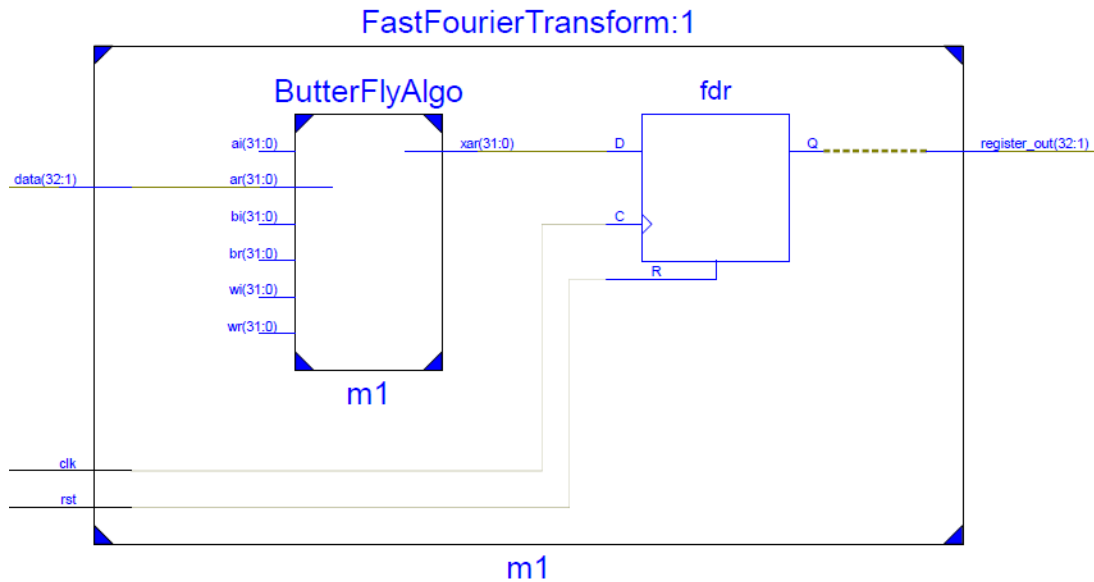 FastFourierTransform:1
ButterFlyAlgo
fdr
ai(31:0)
xar(31:0)
D
Q
register_out(32:1)
data(32:1)
ar(31:0)
bi(31:0)
C
br(31:0)
R
wi(31:0)
wr(31:0)
m1
clk
rst
m1